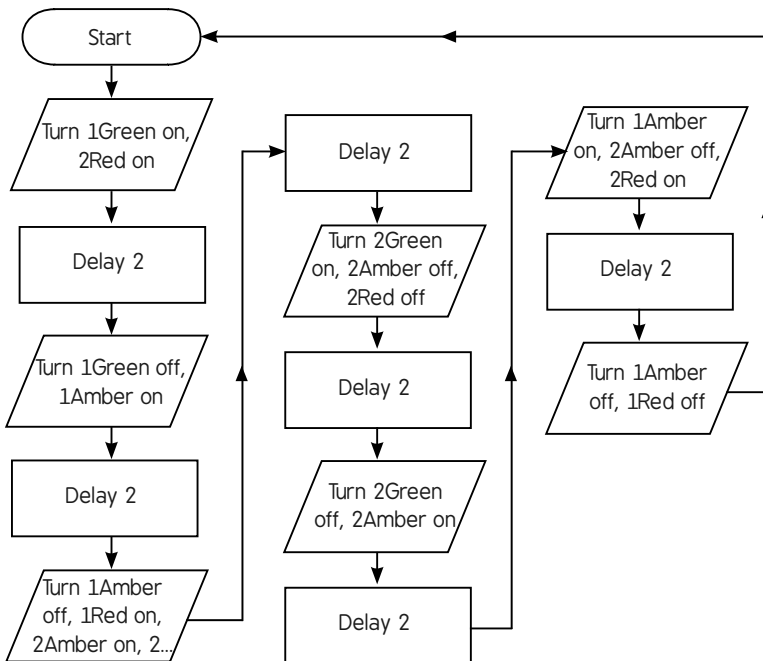 Start
Turn 1Green on,
2Red on
Delay 2
Turn 1Green off,
1Amber on
Delay 2
Turn 1Amber
off, 1Red on,
2Amber on, 2...
Delay 2
Turn 2Green
on, 2Amber off,
2Red off
Delay 2
Turn 2Green
off, 2Amber on
Delay 2
Turn 1Amber
on, 2Amber off,
2Red on
Delay 2
Turn 1Amber
off, 1Red off